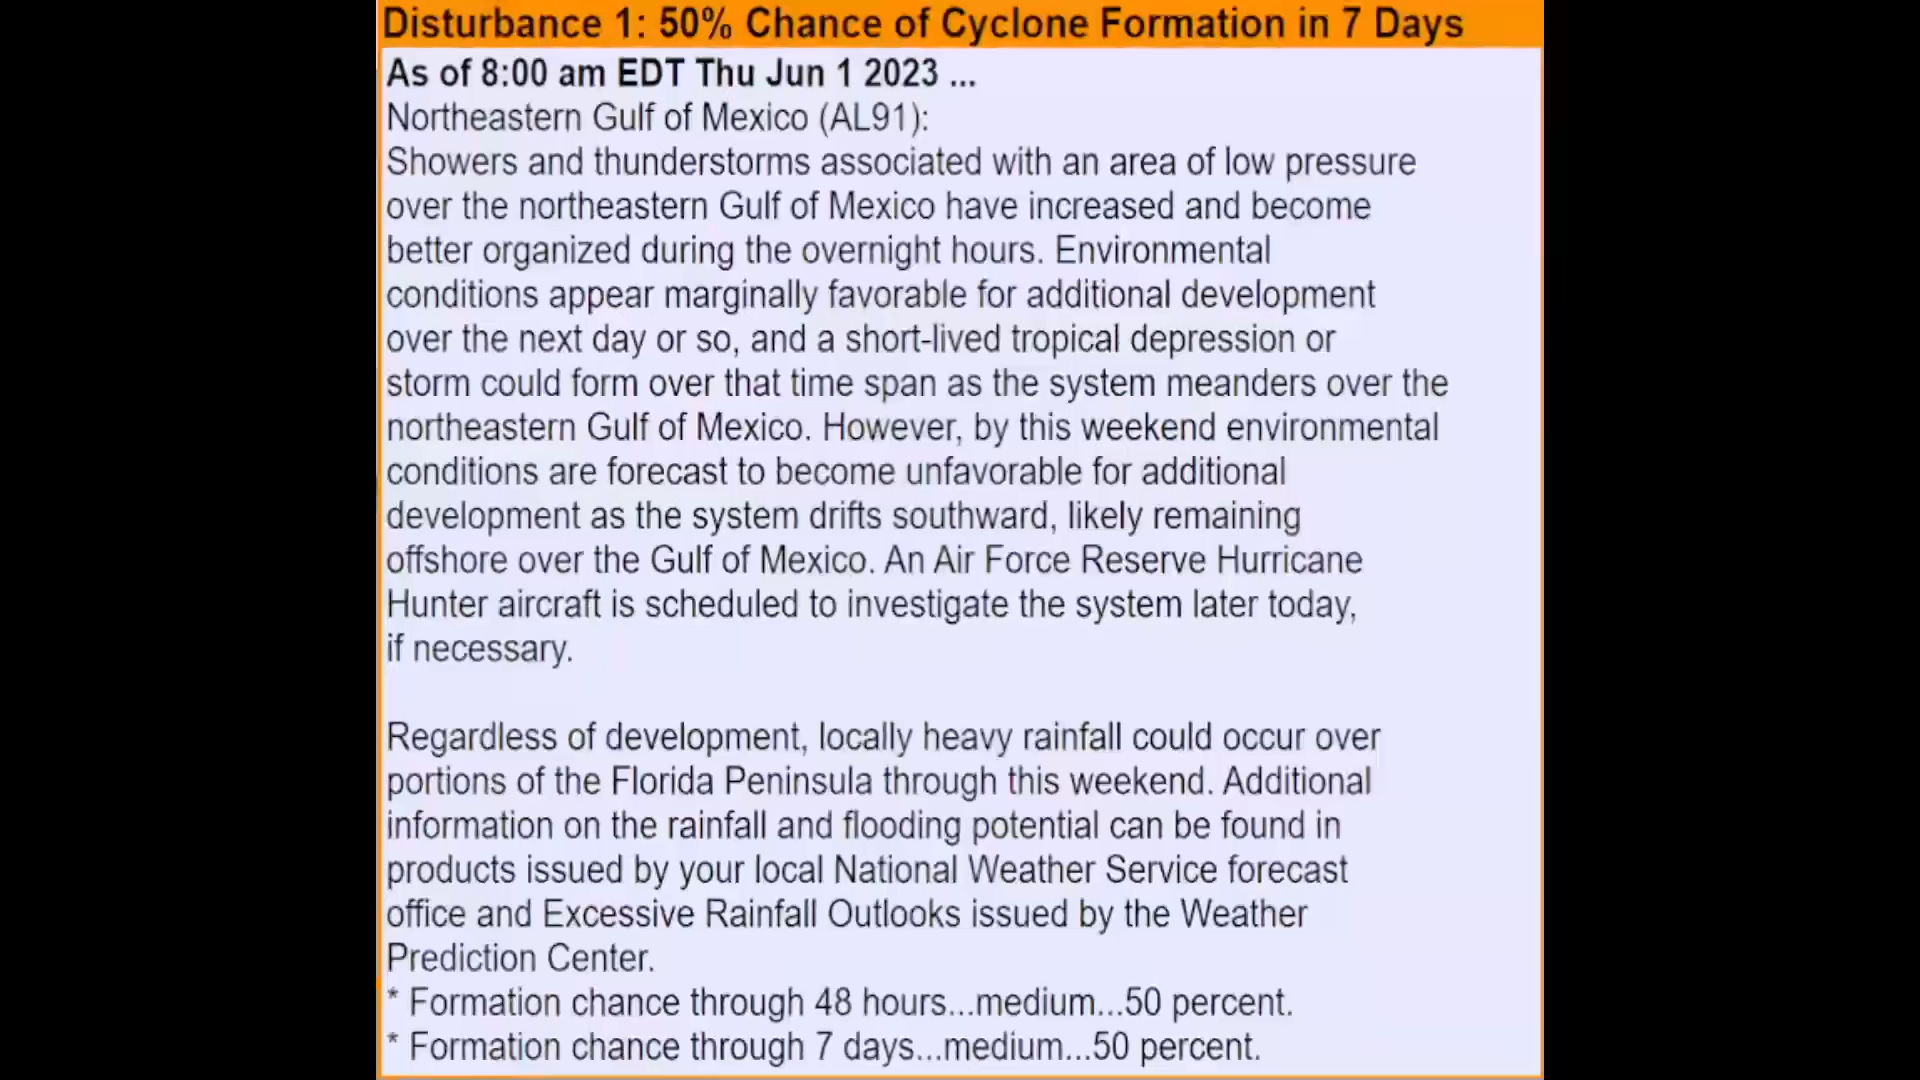 Disturbance 1: 50% Chance of Cyclone Formation in 7 Days
As of 8:00 am EDT Thu Jun 1 2023 ...
Northeastern Gulf of Mexico (AL91):
Showers and thunderstorms associated with an area of low pressure
over the northeastern Gulf of Mexico have increased and become
better organized during the overnight hours. Environmental
conditions appear marginally favorable for additional development
over the next day or so, and a short-lived tropical depression or
storm could form over that time span as the system meanders over the
northeastern Gulf of Mexico. However, by this weekend environmental
conditions are forecast to become unfavorable for additional
development as the system drifts southward, likely remaining
offshore over the Gulf of Mexico. An Air Force Reserve Hurricane
Hunter aircraft is scheduled to investigate the system later today,
if necessary.
Regardless of development, locally heavy rainfall could occur over
portions of the Florida Peninsula through this weekend. Additional
information on the rainfall and flooding potential can be found in
products issued by your local National Weather Service forecast
office and Excessive Rainfall Outlooks issued by the Weather
Prediction Center.
* Formation chance through 48 hours...medium...50 percent.
* Formation chance through 7 days...medium...50 percent.